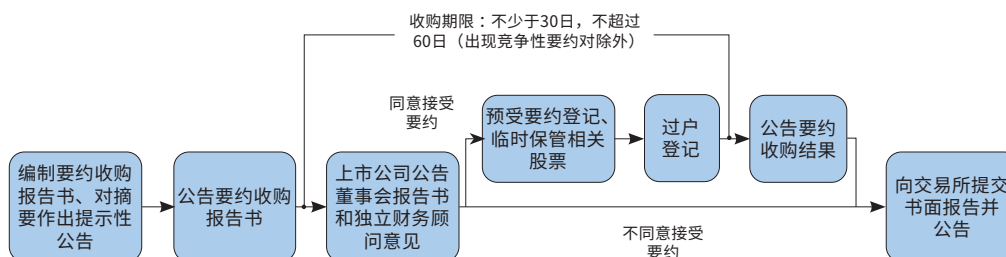 收购期限：不少于30日，不超过
60日（出现竞争性要约对除外）
同意接受
要约
预受要约登记、
临时保管相关
股票
过户
登记
公告要约
收购结果
编制要约收购
报告书、对摘
要作出提示性
公告
公告要约收购
报告书
上市公司公告
董事会报告书
和独立财务顾
问意见
不同意接受
要约
向交易所提交
书面报告并
公告